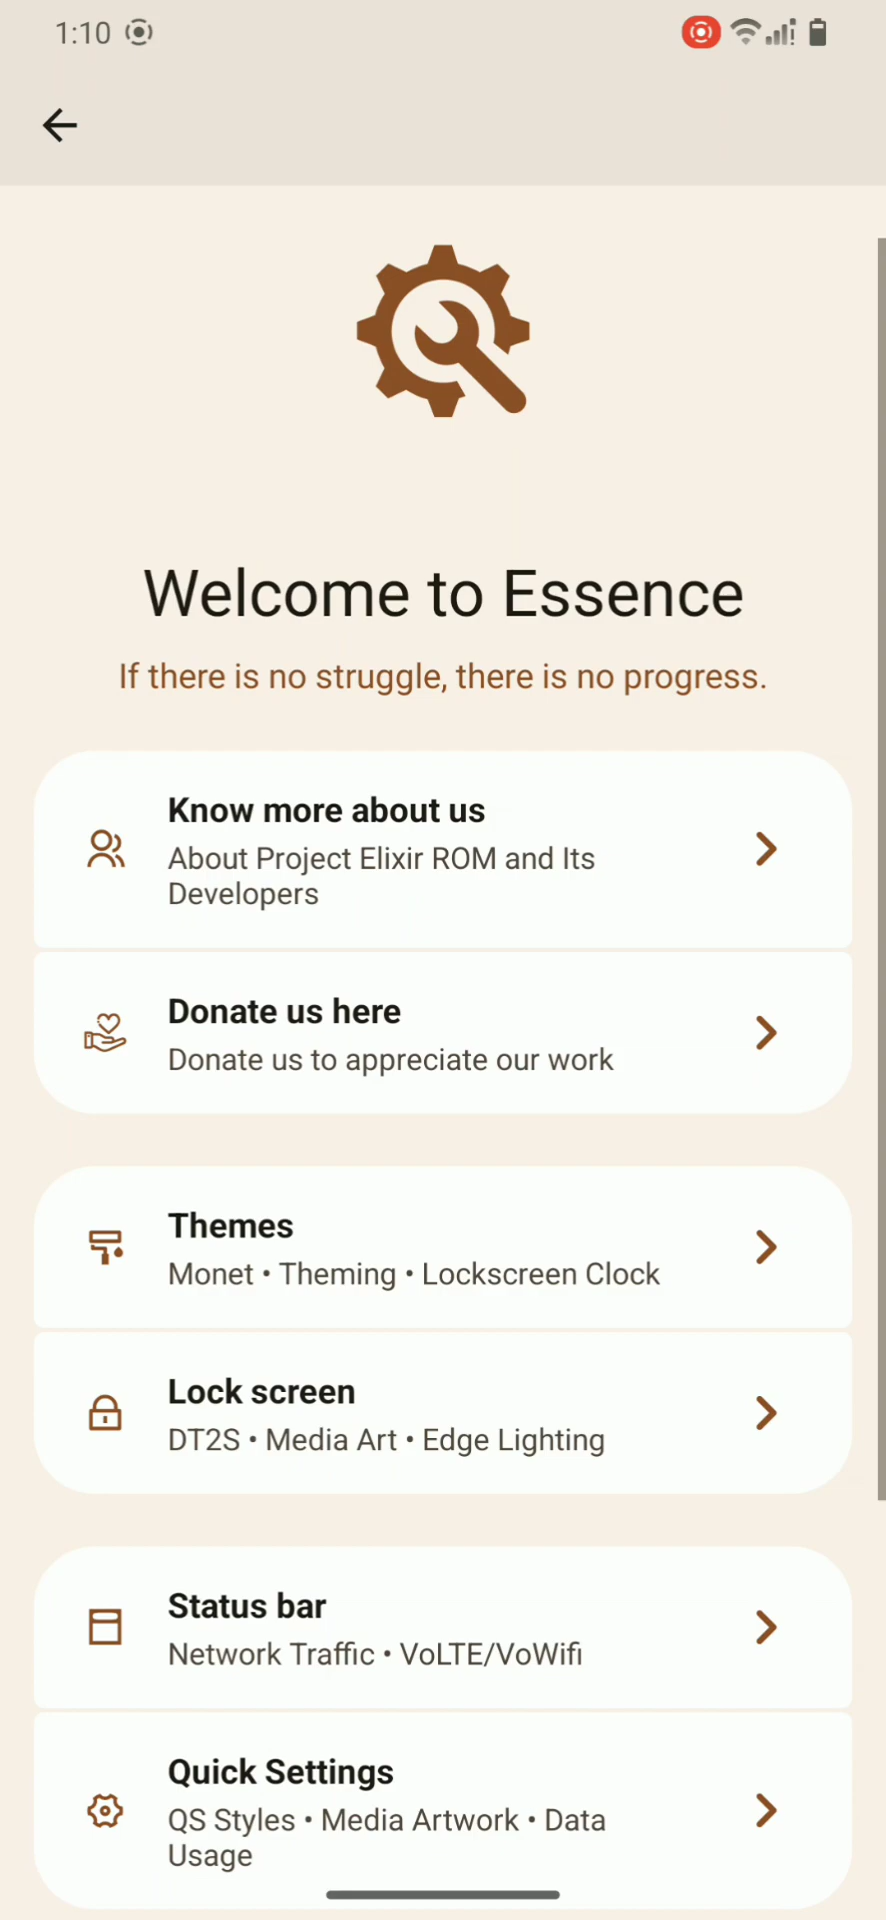 1:10
Welcome to Essence
If there is no struggle, there is no progress.
Know more about us
About Project Elixir ROM and Its
Developers
Donate us here
Donate us to appreciate our work
Themes
Monet • Theming • Lockscreen Clock
Lock screen
DT2S • Media Art • Edge Lighting
Status bar
Network Traffic • VoLTE/VoWifi
Quick Settings
QS Styles • Media Artwork • Data
Usage